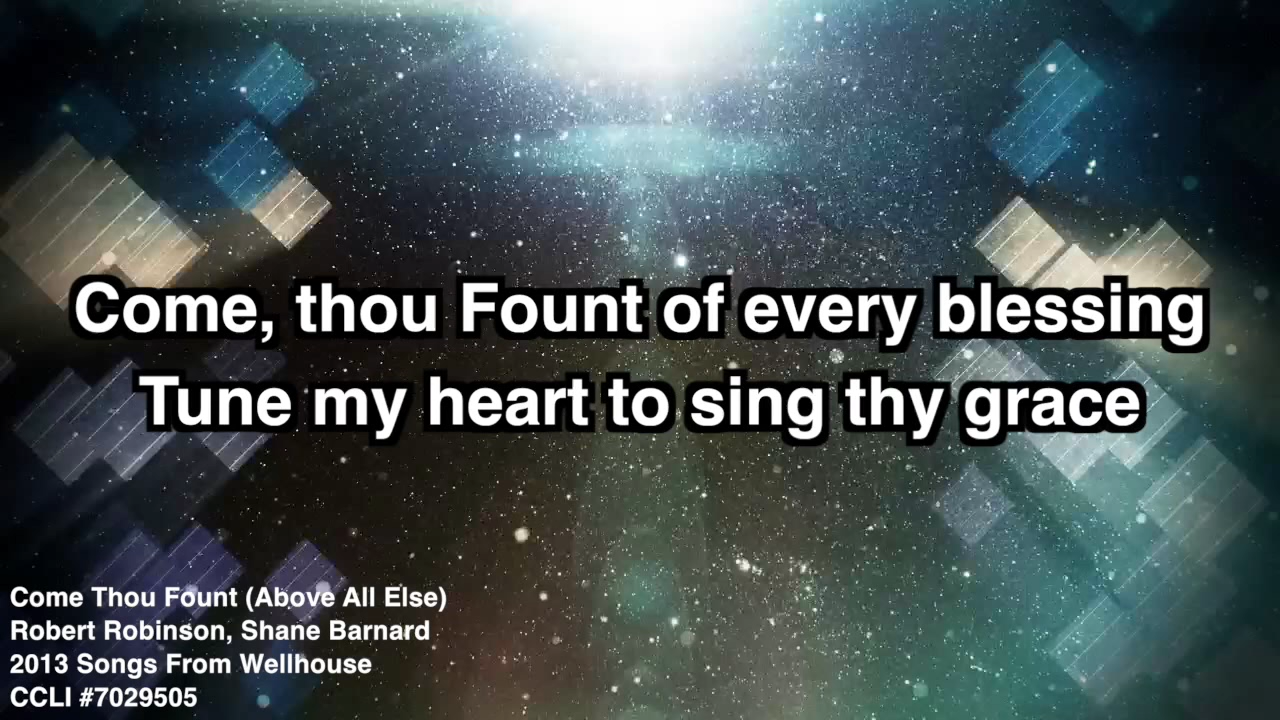 Come, thou Fount of every blessing
Tune my heart to sing thy grace
Come Thou Fount (Above All Else)
Robert Robinson, Shane Barnard
2013 Songs From Wellhouse
CCLI #7029505